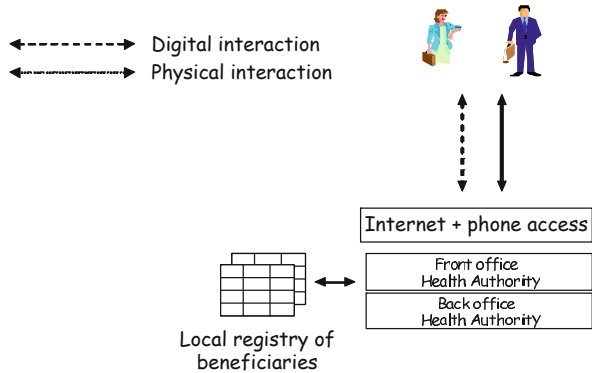 Digital interaction
Physical interaction
Internet + phone access
Front office
Health Authority
Back office
Health Authority
Local registry of
beneficiaries